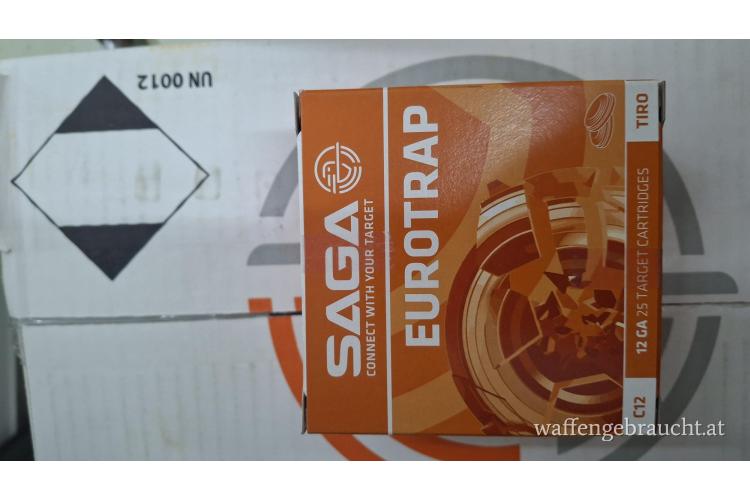 UN 0012
SAGA
CONNECT WITH YOUR TARGET
EUROTRAP
C12
12 GA 25 TARGET CARTRIDGES
TIRO
waffengebraucht.at